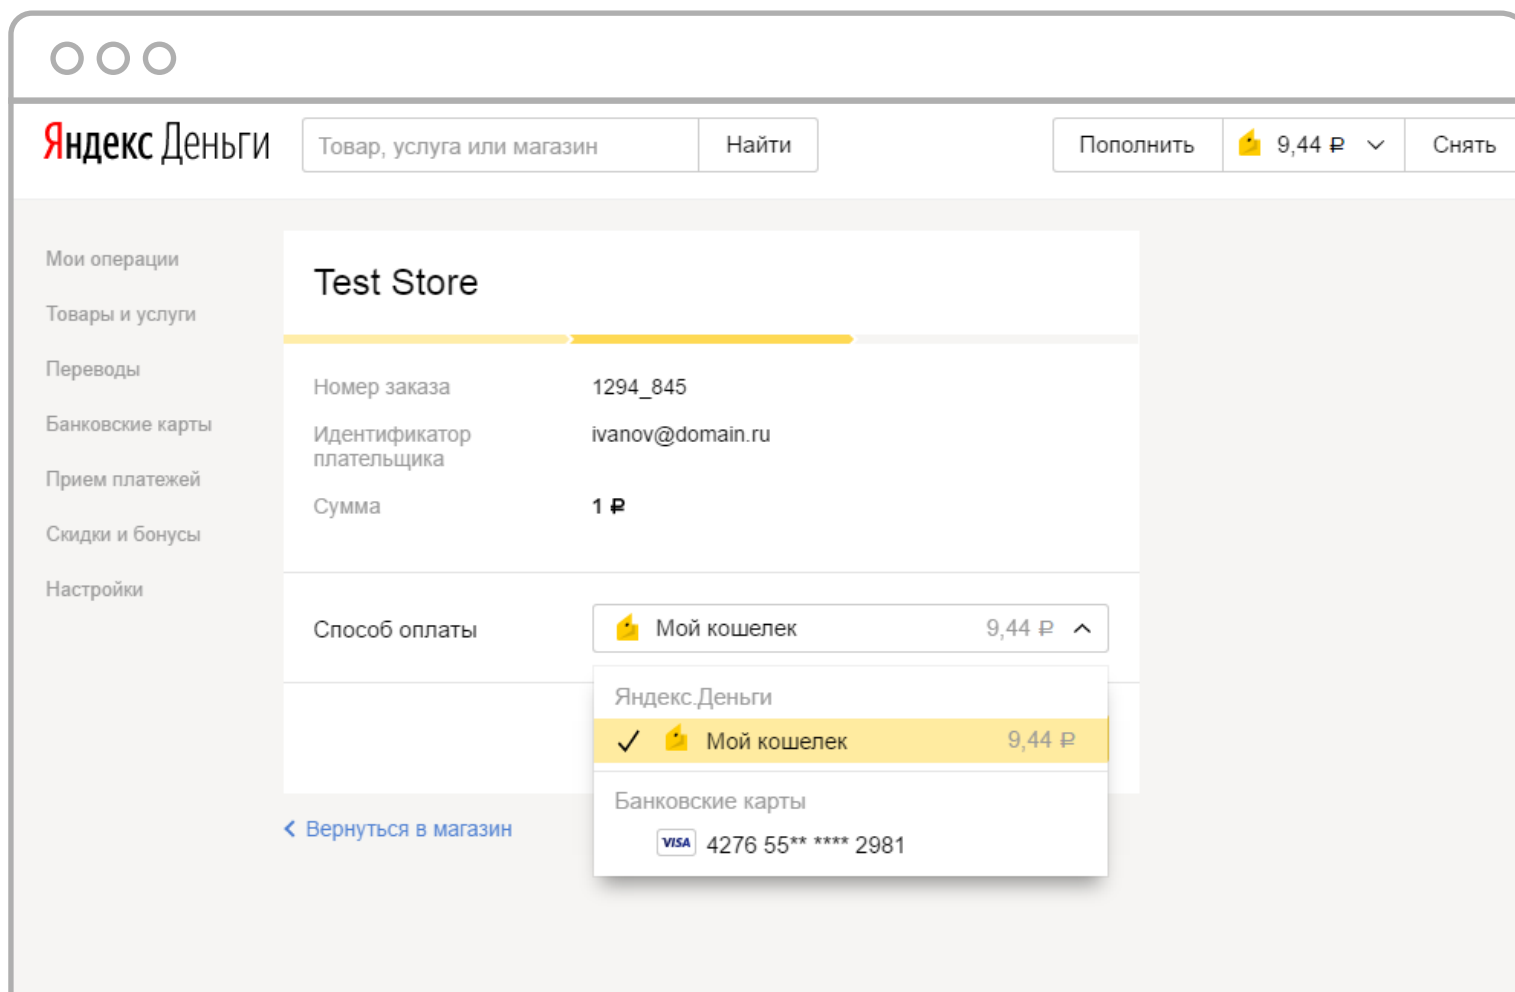 Яндекс Деньги
Товар, услуга или магазин
Найти
Пополнить
9,44 ₽
Снять
Мои операции
Товары и услуги
Переводы
Банковские карты
Прием платежей
Скидки и бонусы
Настройки
Test Store
Номер заказа 1294_845
Идентификатор ivanov@domain.ru
плательщика
Сумма 1 ₽
Способ оплаты
Мой кошелек 9,44 ₽
Яндекс.Деньги
Мой кошелек 9,44 ₽
Банковские карты
VISA 4276 55** **** 2981
Вернуться в магазин